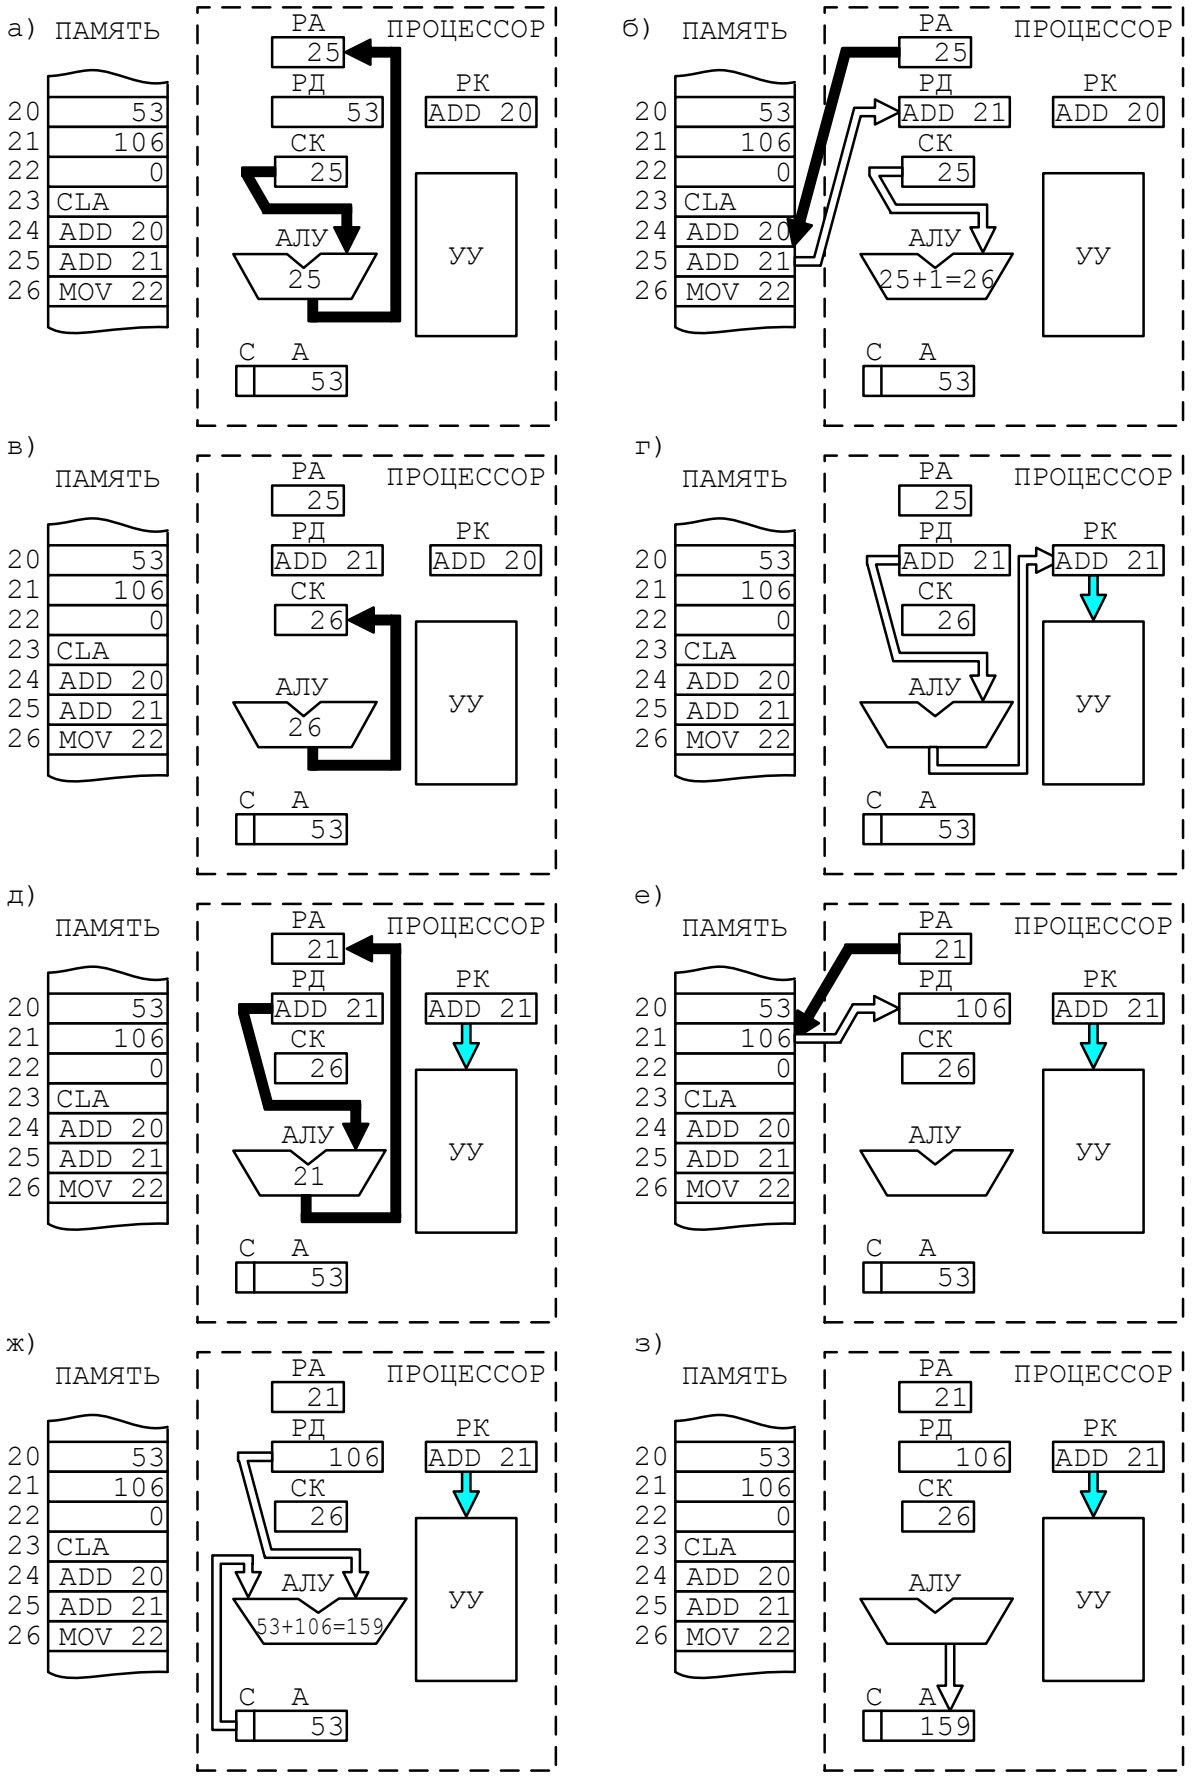 а) ПАМЯТЬ
РА ПРОЦЕССОР
25
РД РК
20 53 53 ADD 20
21 106 СК
22 0 25
23 CLA
24 ADD 20 АЛУ УУ
25 ADD 21 25
26 MOV 22
С А
53
б) ПАМЯТЬ
РА ПРОЦЕССОР
25
РД РК
20 53 ADD 21 ADD 20
21 106 СК
22 0 25
23 CLA
24 ADD 20 АЛУ УУ
25 ADD 21 25+1=26
26 MOV 22
С А
53
в)
ПАМЯТЬ РА ПРОЦЕССОР
25
РД РК
20 53 ADD 21 ADD 20
21 106 СК
22 0 26
23 CLA
24 ADD 20 АЛУ УУ
25 ADD 21 26
26 MOV 22
С А
53
г)
ПАМЯТЬ РА ПРОЦЕССОР
25
РД РК
20 53 ADD 21 ADD 21
21 106 СК
22 0 26
23 CLA
24 ADD 20 АЛУ УУ
25 ADD 21
26 MOV 22
С А
53
д)
ПАМЯТЬ РА ПРОЦЕССОР
21
РД РК
20 53 ADD 21 ADD 21
21 106 СК
22 0 26
23 CLA
24 ADD 20 АЛУ УУ
25 ADD 21 21
26 MOV 22
С А
53
е)
ПАМЯТЬ РА ПРОЦЕССОР
21
РД РК
20 53 106 ADD 21
21 106 СК
22 0 26
23 CLA
24 ADD 20 АЛУ УУ
25 ADD 21
26 MOV 22
С А
53
ж)
ПАМЯТЬ РА ПРОЦЕССОР
21
РД РК
20 53 106 ADD 21
21 106 СК
22 0 26
23 CLA
24 ADD 20 АЛУ УУ
25 ADD 21 53+106=159
26 MOV 22
С А
53
з)
ПАМЯТЬ РА ПРОЦЕССОР
21
РД РК
20 53 106 ADD 21
21 106 СК
22 0 26
23 CLA
24 ADD 20 АЛУ УУ
25 ADD 21
26 MOV 22
С А
159